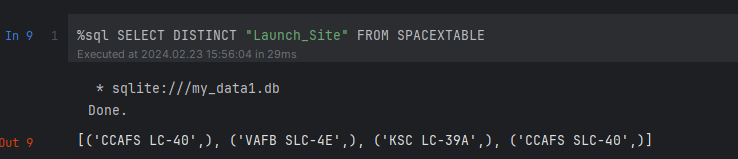 In 9 1 %sql SELECT DISTINCT "Launch_Site" FROM SPACEXTABLE
Executed at 2024.02.23 15:56:04 in 29ms
* sqlite:///my_data1.db
Done.
Out 9 [('CCAFS LC-40',), ('VAFB SLC-4E',), ('KSC LC-39A',), ('CCAFS SLC-40',)]